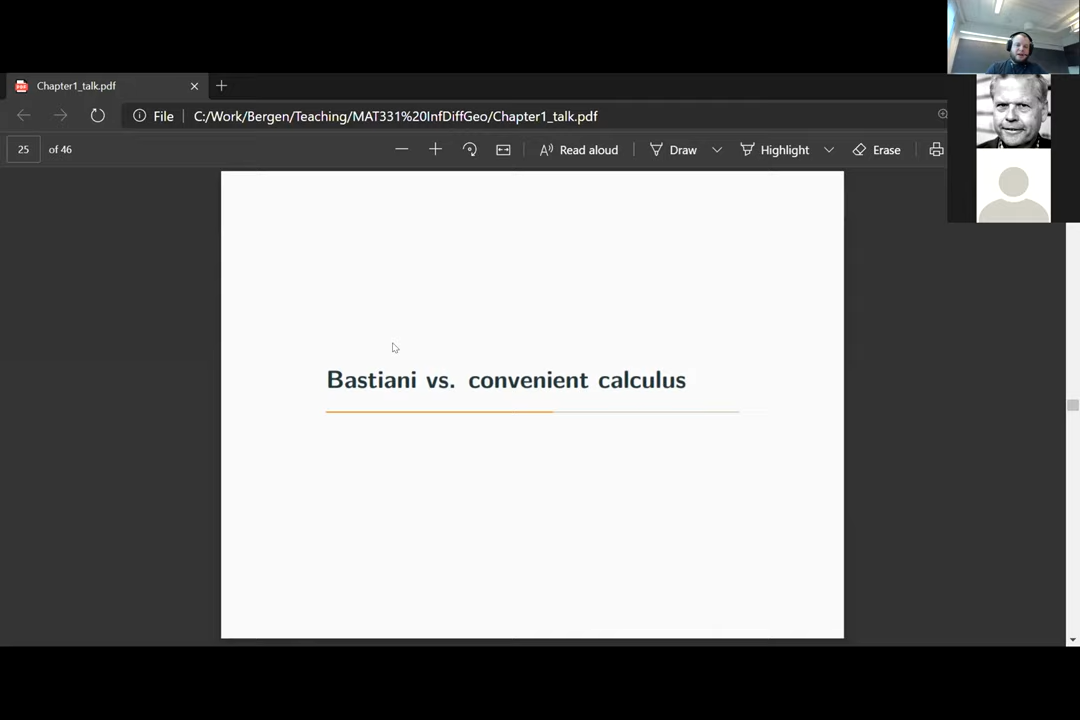 Chapter1_talk.pdf
File C:/Work/Bergen/Teaching/MAT331%20InfDiffGeo/Chapter1_talk.pdf
25 of 46 Read aloud Draw Highlight Erase
Bastiani vs. convenient calculus